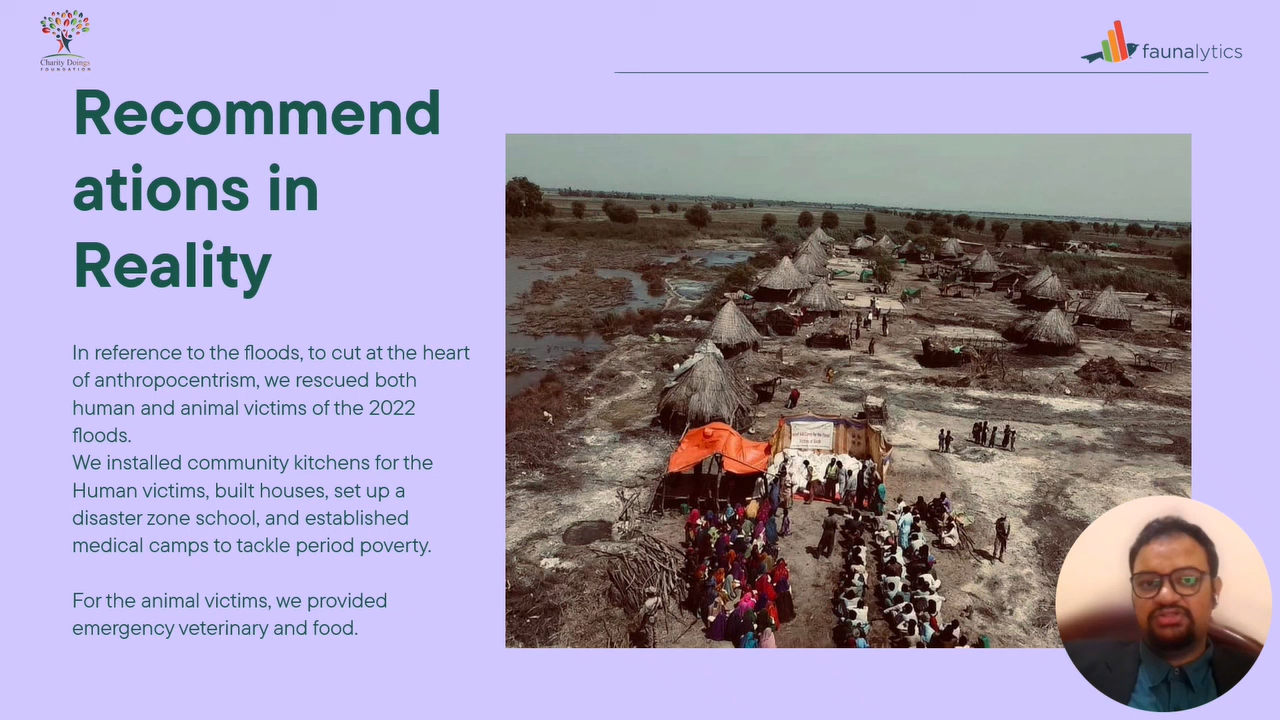 Charity Doings
FOUNDATION
faunalytics
Recommend
ations in
Reality
In reference to the floods, to cut at the heart
of anthropocentrism, we rescued both
human and animal victims of the 2022
floods.
We installed community kitchens for the
Human victims, built houses, set up a
disaster zone school, and established
medical camps to tackle period poverty.
For the animal victims, we provided
emergency veterinary and food.